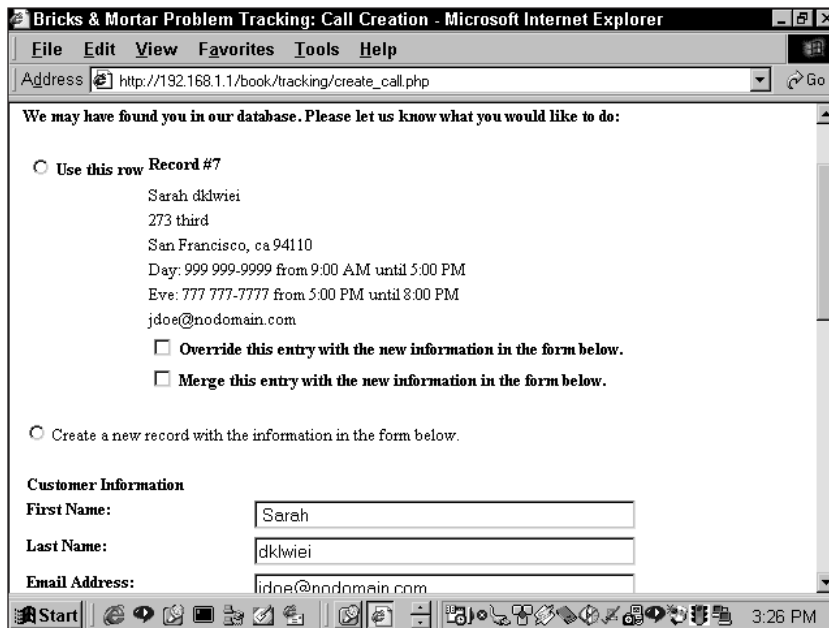 Bricks & Mortar Problem Tracking: Call Creation - Microsoft Internet Explorer
File Edit View Favorites Tools Help
Address http://192.168.1.1/book/tracking/create_call.php Go
We may have found you in our database. Please let us know what you would like to do:
Use this row Record #7
Sarah dklwiei
273 third
San Francisco, ca 94110
Day: 999 999-9999 from 9:00 AM until 5:00 PM
Eve: 777 777-7777 from 5:00 PM until 8:00 PM
jdoe@nodomain.com
Override this entry with the new information in the form below.
Merge this entry with the new information in the form below.
Create a new record with the information in the form below.
Customer Information
First Name: Sarah
Last Name: dklwiei
Email Address: jdoe@nodomain.com
Start 3:26 PM